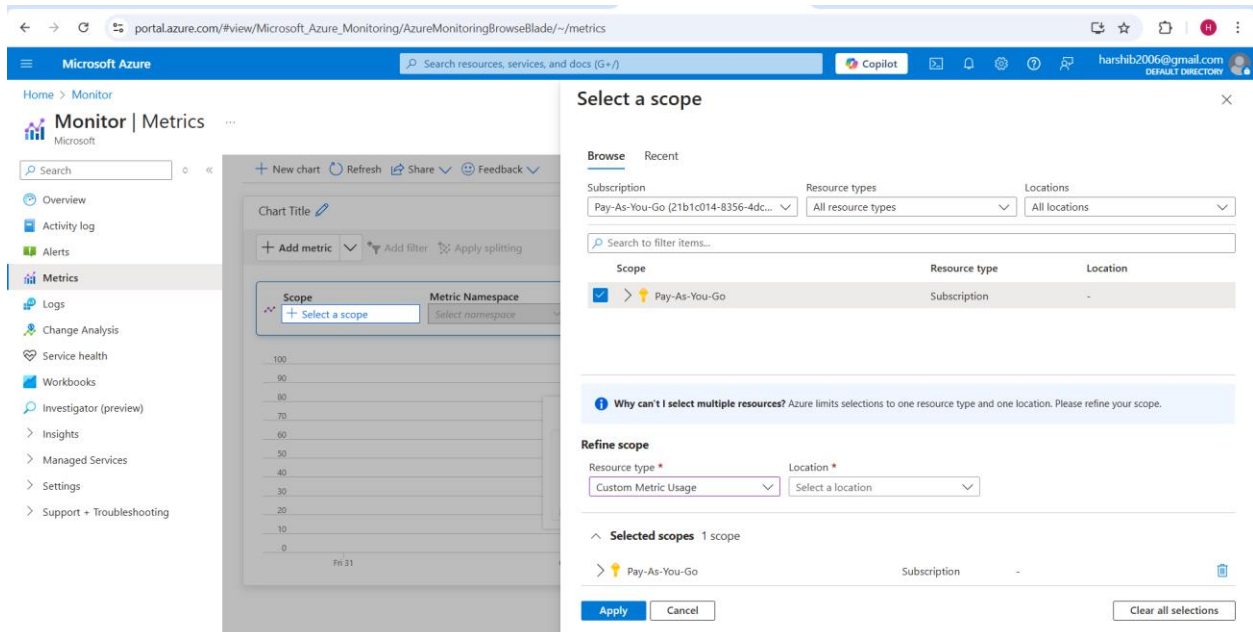 portal.azure.com/#view/Microsoft_Azure_Monitoring/AzureMonitoringBrowseBlade/~/metrics
H
Microsoft Azure
Search resources, services, and docs (G+/)
Copilot
harshib2006@gmail.com
DEFAULT DIRECTORY
Home > Monitor
Monitor | Metrics ...
Microsoft
Search
Overview
Activity log
Alerts
Metrics
Logs
Change Analysis
Service health
Workbooks
Investigator (preview)
Insights
Managed Services
Settings
Support + Troubleshooting
New chart Refresh Share Feedback
Chart Title
Add metric Add filter Apply splitting
Scope Metric Namespace
Select a scope Select namespace
100
90
80
70
60
50
40
30
20
10
0
Fri 31
Select a scope
Browse Recent
Subscription Resource types Locations
Pay-As-You-Go (21b1c014-8356-4dc... All resource types All locations
Search to filter items...
Scope Resource type Location
Pay-As-You-Go Subscription -
Why can't I select multiple resources? Azure limits selections to one resource type and one location. Please refine your scope.
Refine scope
Resource type * Location *
Custom Metric Usage Select a location
Selected scopes 1 scope
Pay-As-You-Go Subscription -
Apply Cancel Clear all selections